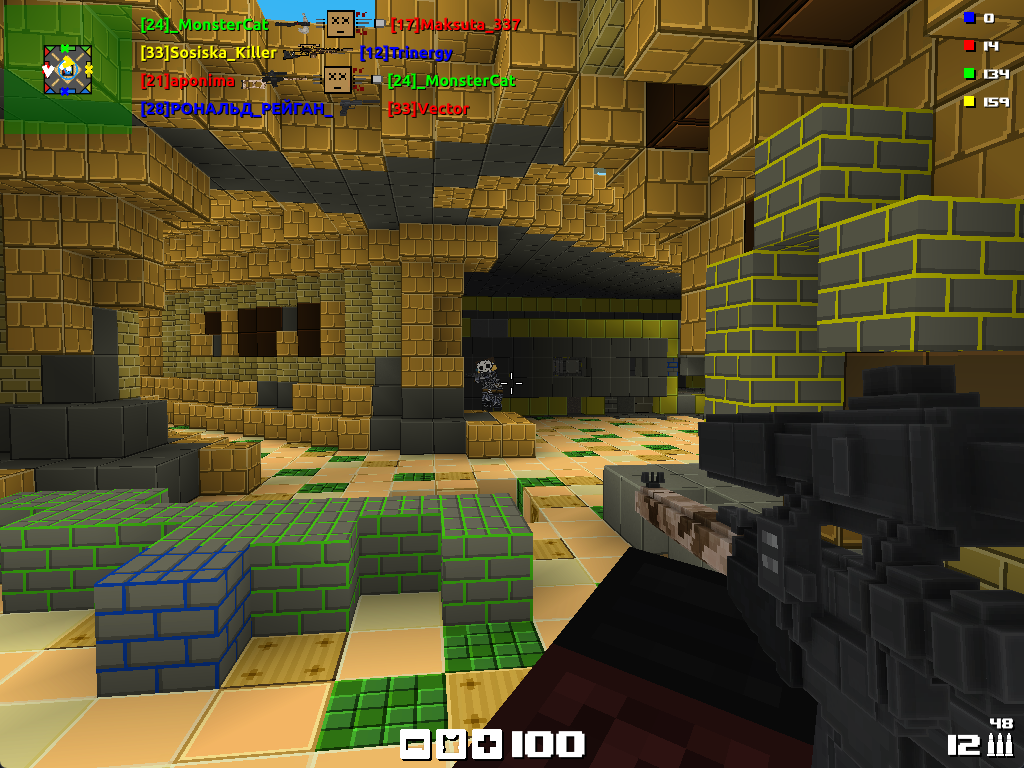 [24]_MonsterCat [17]Maksuta_337
[33]Sosiska_Killer [12]Trinergy
[21]aponima [24]_MonsterCat
[28]РОНАЛЬД_РЕЙГАН_ [33]Vector
0
14
134
159
100
48
12